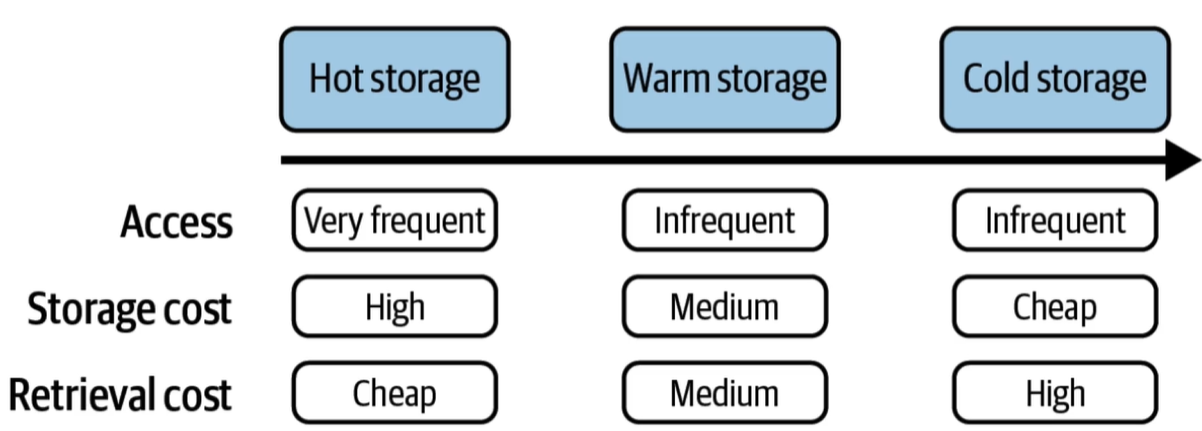 Hot storage Warm storage Cold storage
Access Very frequent Infrequent Infrequent
Storage cost High Medium Cheap
Retrieval cost Cheap Medium High